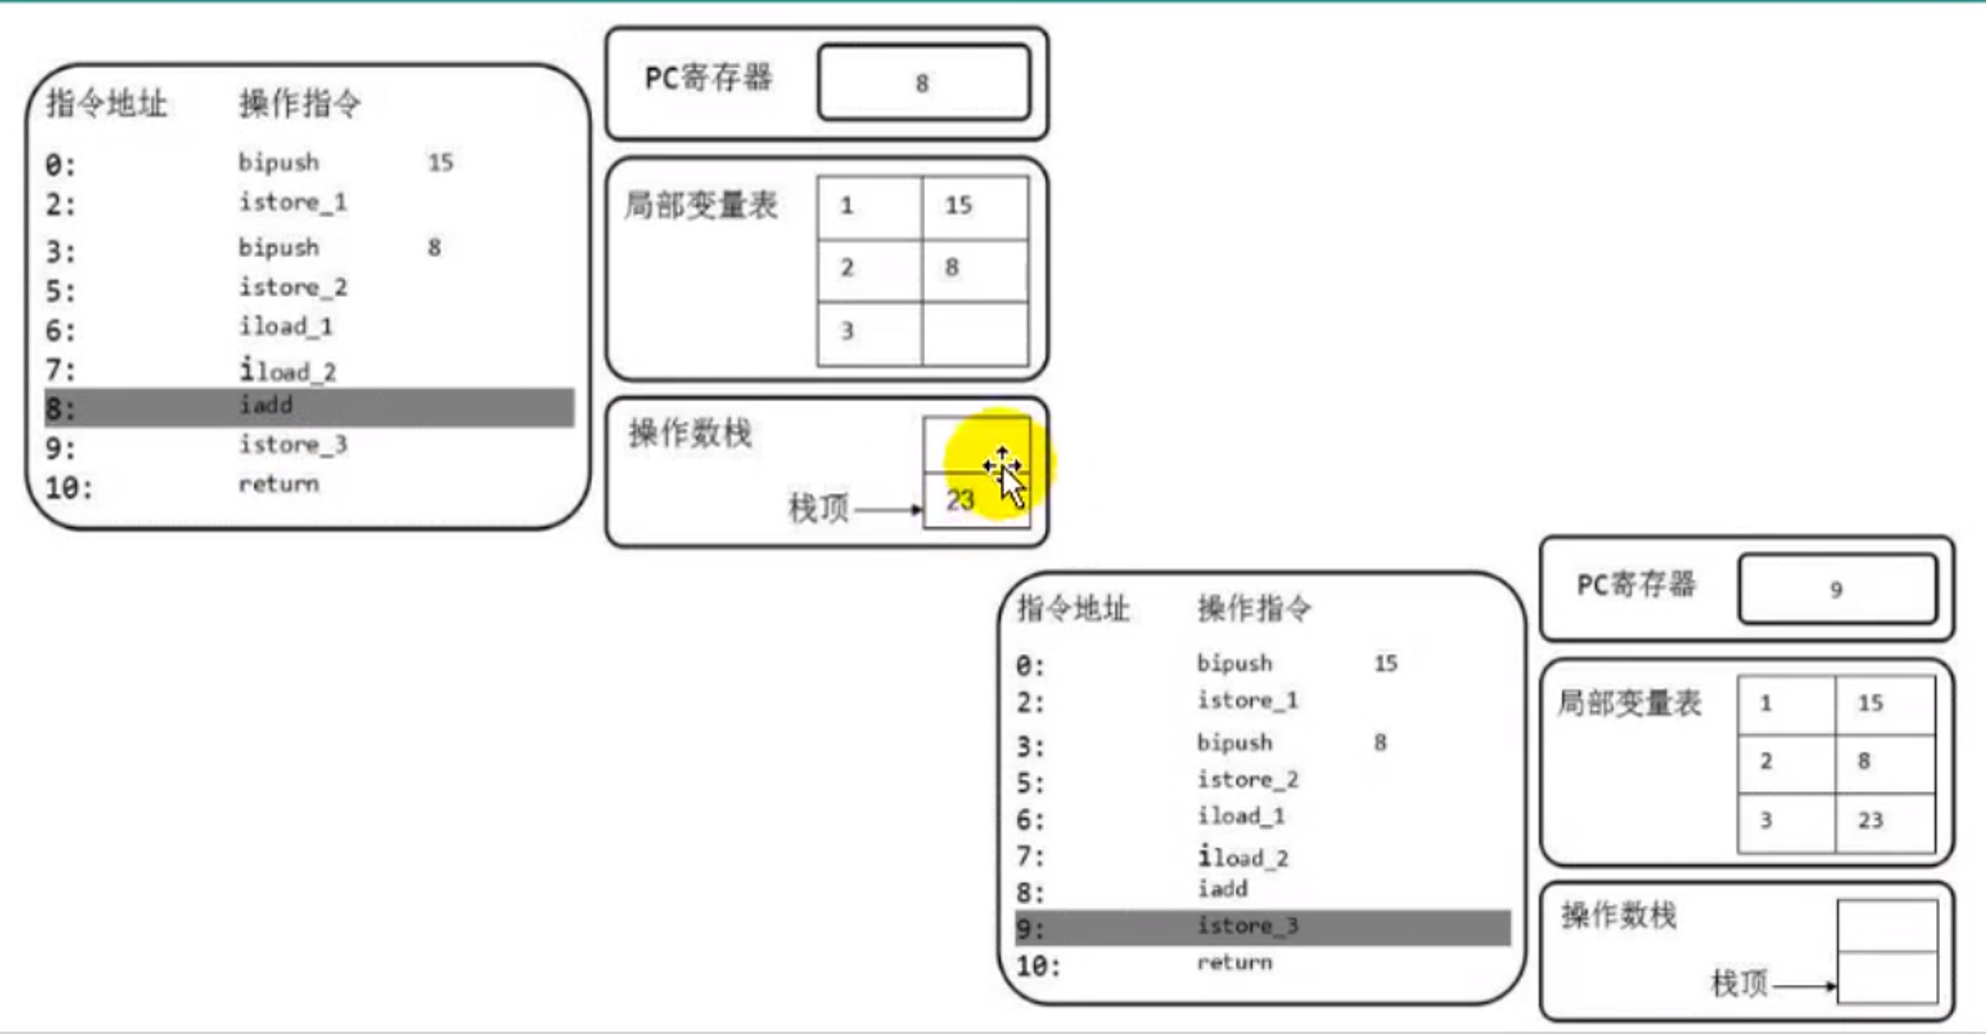 指令地址 操作指令
0: bipush 15
2: istore_1
3: bipush 8
5: istore_2
6: iload_1
7: iload_2
8: iadd
9: istore_3
10: return
PC寄存器 8
局部变量表 1 15
2 8
3
操作数栈
栈顶 23
指令地址 操作指令
0: bipush 15
2: istore_1
3: bipush 8
5: istore_2
6: iload_1
7: iload_2
8: iadd
9: istore_3
10: return
PC寄存器 9
局部变量表 1 15
2 8
3 23
操作数栈
栈顶